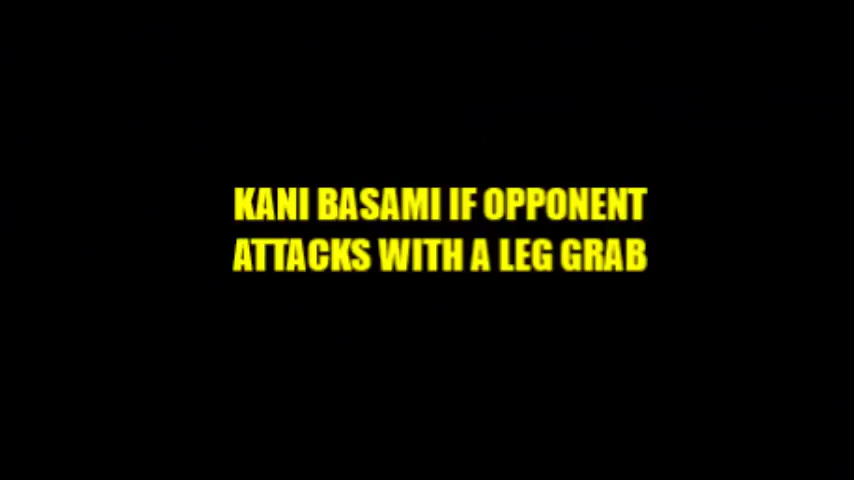 KANI BASAMI IF OPPONENT
ATTACKS WITH A LEG GRAB